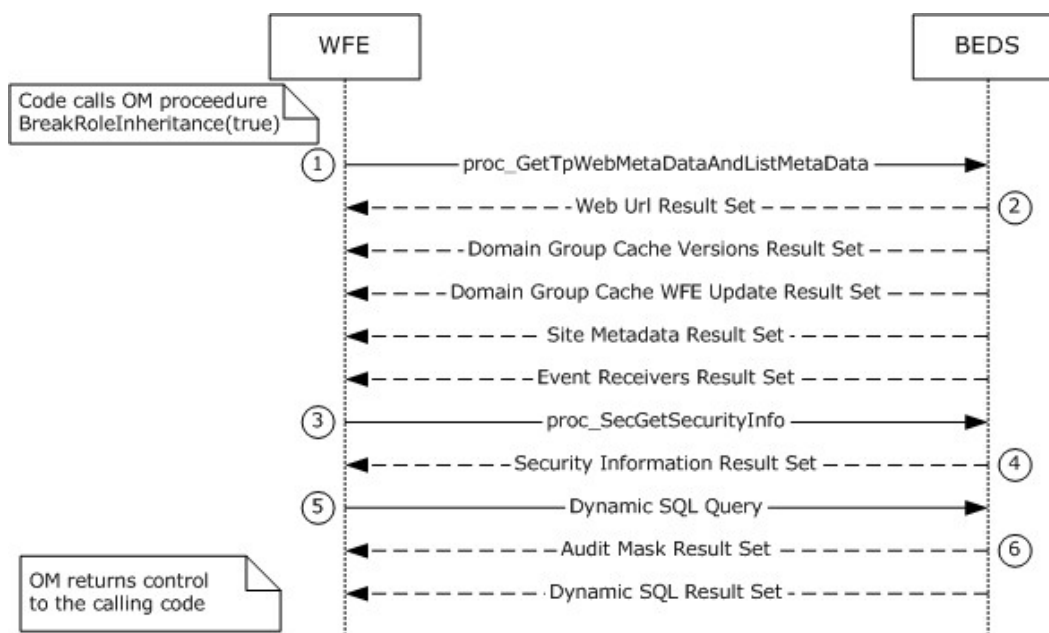 WFE
BEDS
Code calls OM proceedure
BreakRoleInheritance(true)
1
proc_GetTpWebMetaDataAndListMetaData
Web Url Result Set
2
Domain Group Cache Versions Result Set
Domain Group Cache WFE Update Result Set
Site Metadata Result Set
Event Receivers Result Set
3
proc_SecGetSecurityInfo
Security Information Result Set
4
5
Dynamic SQL Query
Audit Mask Result Set
6
OM returns control
to the calling code
Dynamic SQL Result Set